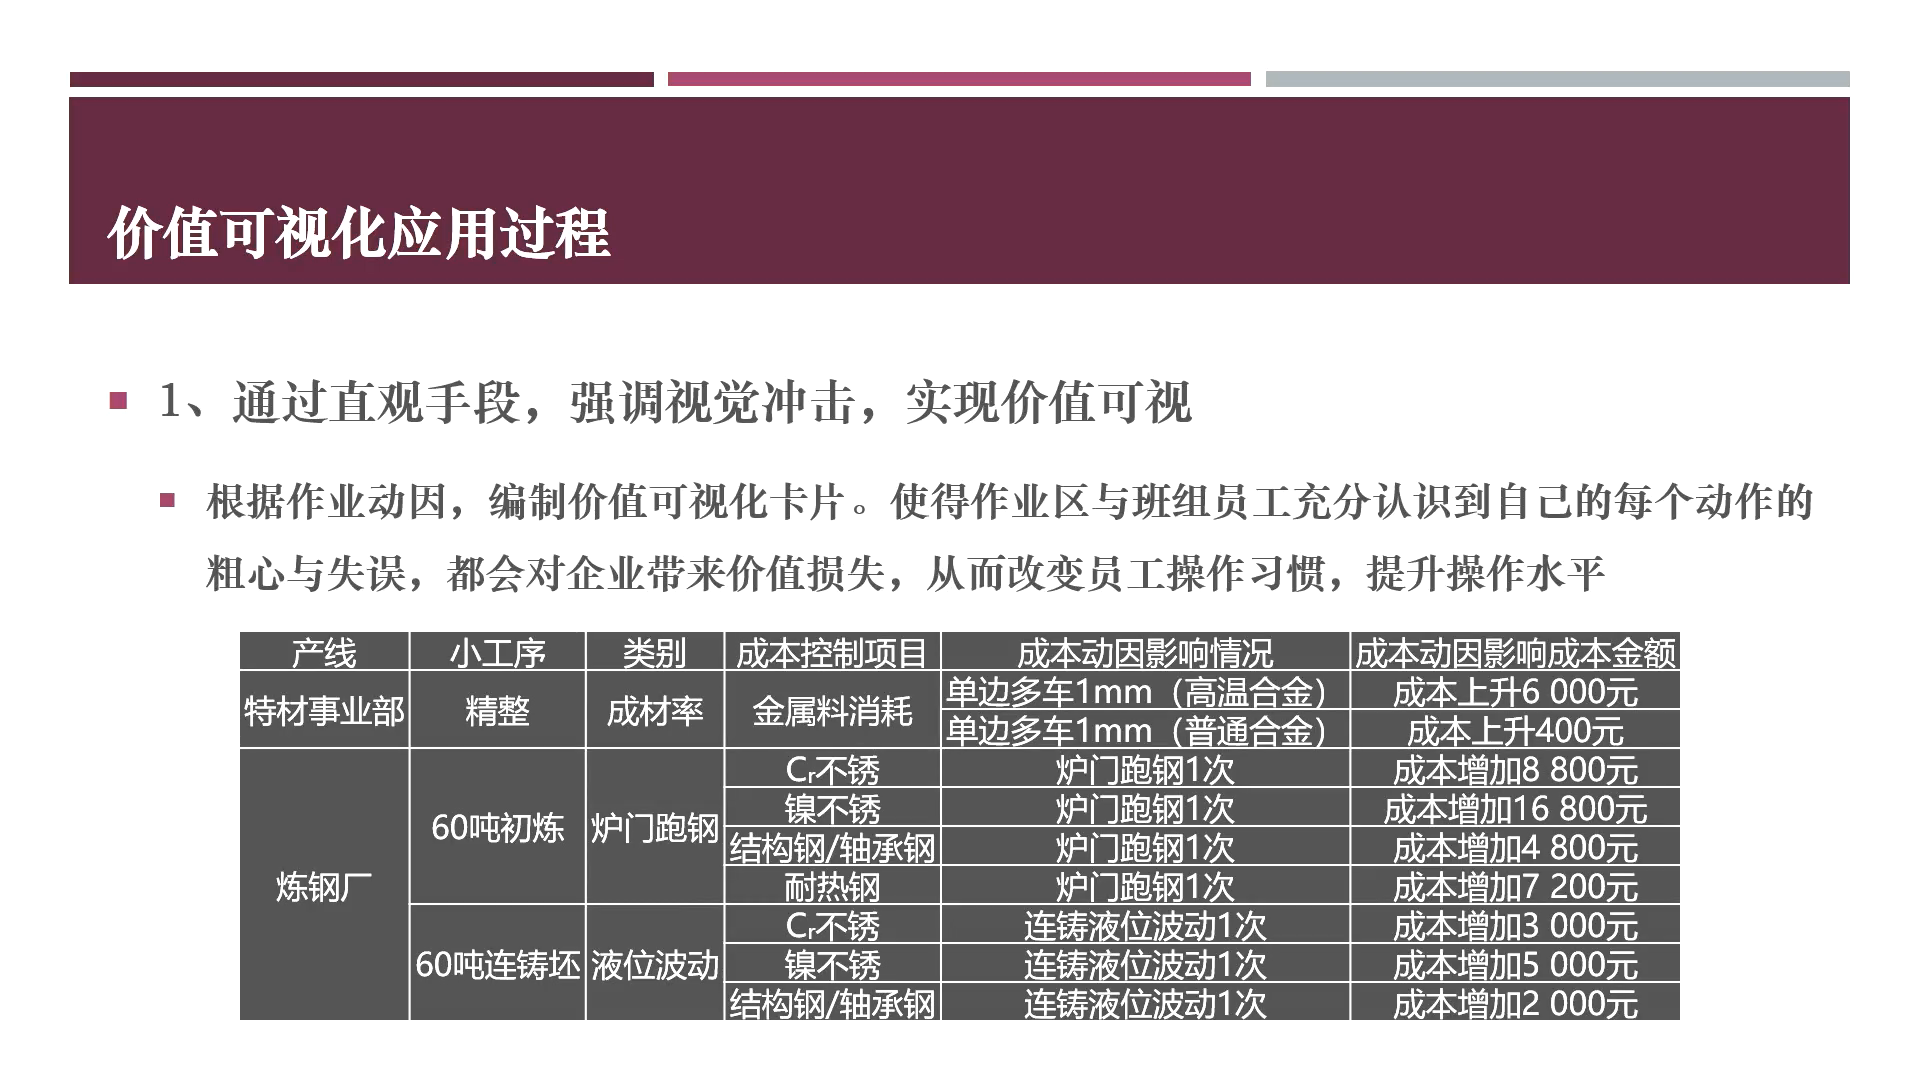 价值可视化应用过程
1、通过直观手段，强调视觉冲击，实现价值可视
根据作业动因，编制价值可视化卡片。使得作业区与班组员工充分认识到自己的每个动作的
粗心与失误，都会对企业带来价值损失，从而改变员工操作习惯，提升操作水平
产线 小工序 类别 成本控制项目 成本动因影响情况 成本动因影响成本金额
特材事业部 精整 成材率 金属料消耗 单边多车1mm（高温合金） 成本上升6 000元
单边多车1mm（普通合金） 成本上升400元
炼钢厂 60吨初炼 炉门跑钢 Cr不锈 炉门跑钢1次 成本增加8 800元
镍不锈 炉门跑钢1次 成本增加16 800元
结构钢/轴承钢 炉门跑钢1次 成本增加4 800元
耐热钢 炉门跑钢1次 成本增加7 200元
60吨连铸坯 液位波动 Cr不锈 连铸液位波动1次 成本增加3 000元
镍不锈 连铸液位波动1次 成本增加5 000元
结构钢/轴承钢 连铸液位波动1次 成本增加2 000元